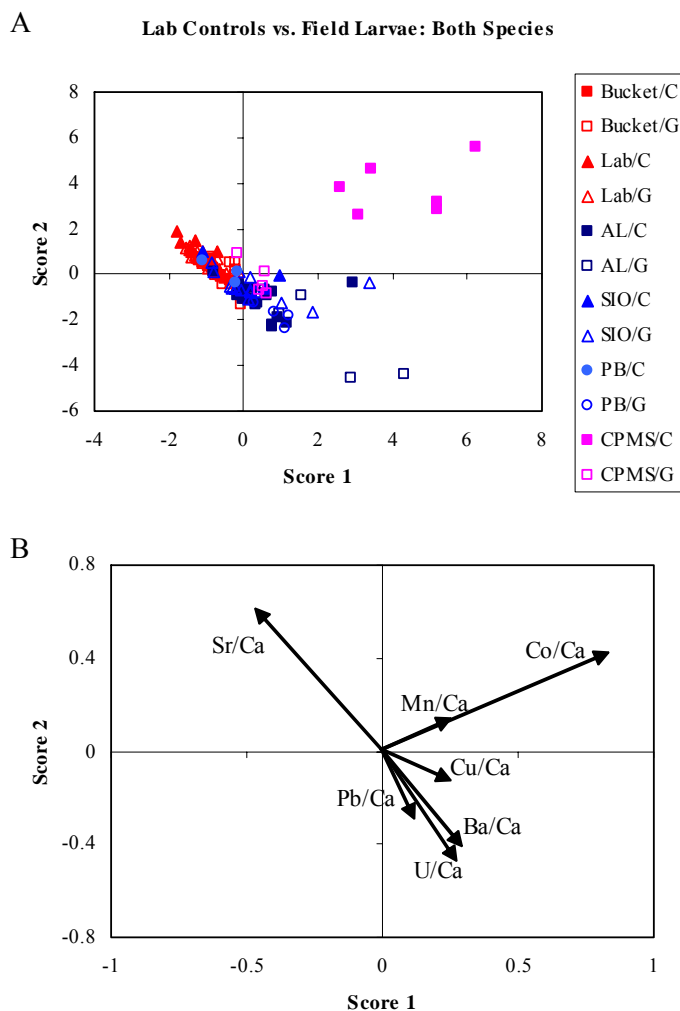 A
Lab Controls vs. Field Larvae: Both Species
8
6
4
2
0
-2
-4
-6
-4
-2
0
2
4
6
8
Score 2
Score 1
Bucket/C
Bucket/G
Lab/C
Lab/G
AL/C
AL/G
SIO/C
SIO/G
PB/C
PB/G
CPMS/C
CPMS/G
B
0.8
0.4
0
-0.4
-0.8
-1
-0.5
0
0.5
1
Score 2
Score 1
Sr/Ca
Co/Ca
Mn/Ca
Cu/Ca
Pb/Ca
Ba/Ca
U/Ca